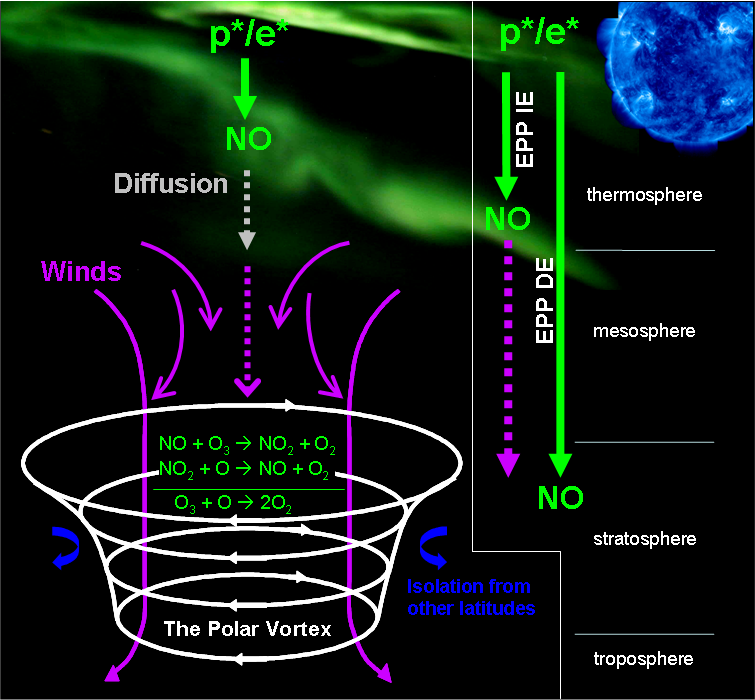 p*/e*
NO
Diffusion
Winds
NO + O₃ → NO₂ + O₂
NO₂ + O → NO + O₂
O₃ + O → 2O₂
The Polar Vortex
Isolation from
other latitudes
p*/e*
EPP IE
NO
EPP DE
NO
thermosphere
mesosphere
stratosphere
troposphere